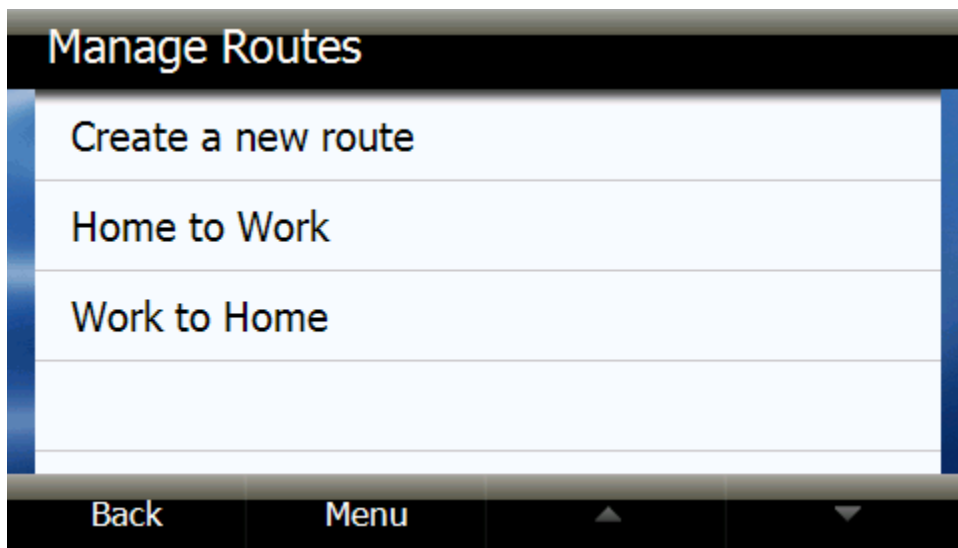 Manage Routes
Create a new route
Home to Work
Work to Home
Back Menu